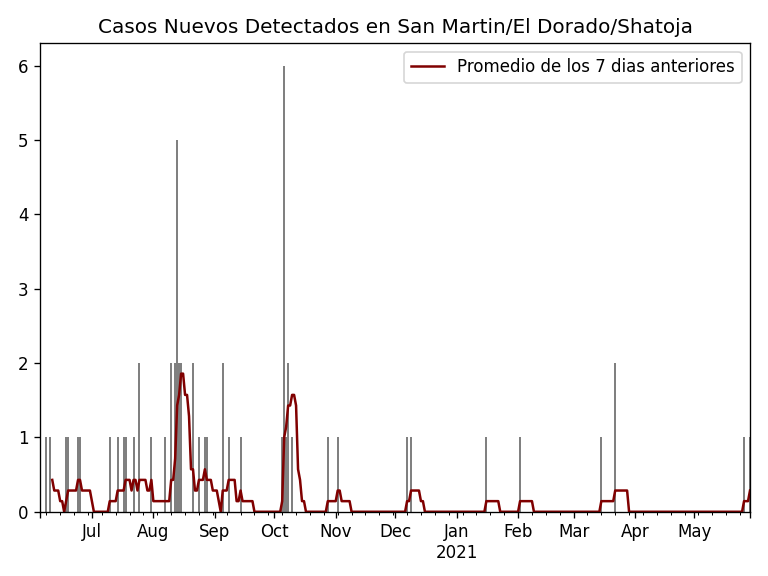 Casos Nuevos Detectados en San Martin/El Dorado/Shatoja
Promedio de los 7 dias anteriores
6
5
4
3
2
1
0
Jul Aug Sep Oct Nov Dec Jan Feb Mar Apr May
2021